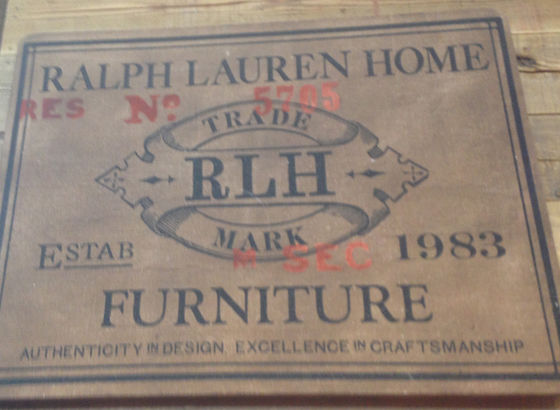 RALPH LAUREN HOME
RES Nº 5705
TRADE
RLH
MARK
M SEC
ESTAB 1983
FURNITURE
AUTHENTICITY IN DESIGN, EXCELLENCE IN CRAFTSMANSHIP